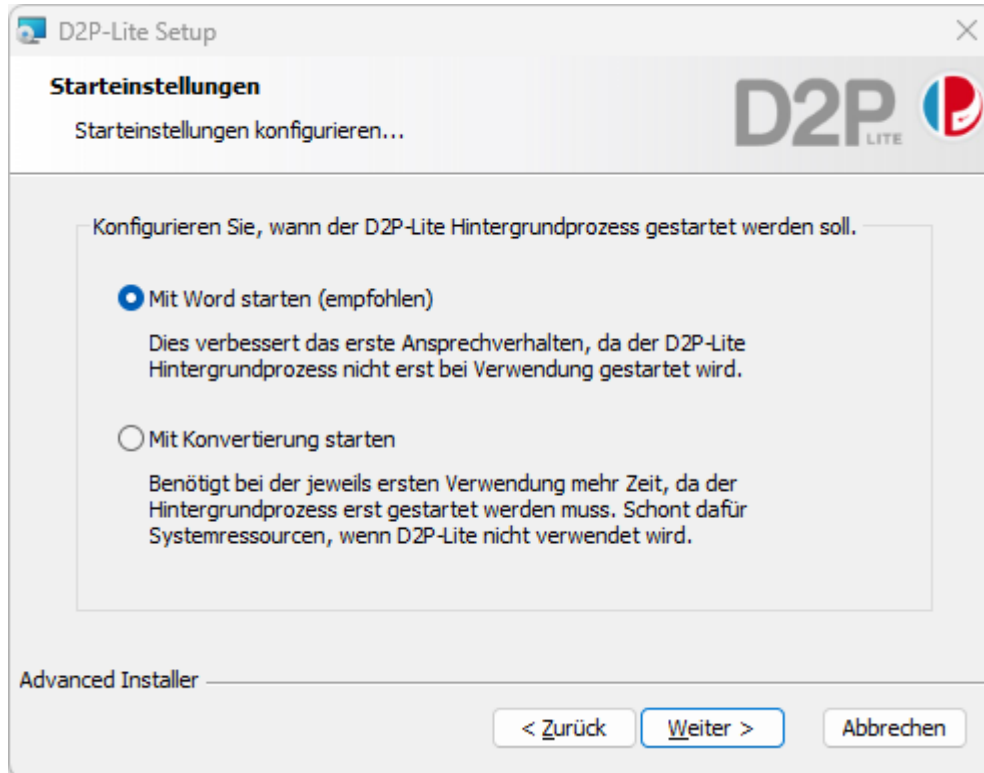 D2P-Lite Setup
Starteinstellungen
Starteinstellungen konfigurieren...
D2P
LITE
Konfigurieren Sie, wann der D2P-Lite Hintergrundprozess gestartet werden soll.
Mit Word starten (empfohlen)
Dies verbessert das erste Ansprechverhalten, da der D2P-Lite
Hintergrundprozess nicht erst bei Verwendung gestartet wird.
Mit Konvertierung starten
Benötigt bei der jeweils ersten Verwendung mehr Zeit, da der
Hintergrundprozess erst gestartet werden muss. Schont dafür
Systemressourcen, wenn D2P-Lite nicht verwendet wird.
Advanced Installer
< Zurück
Weiter >
Abbrechen